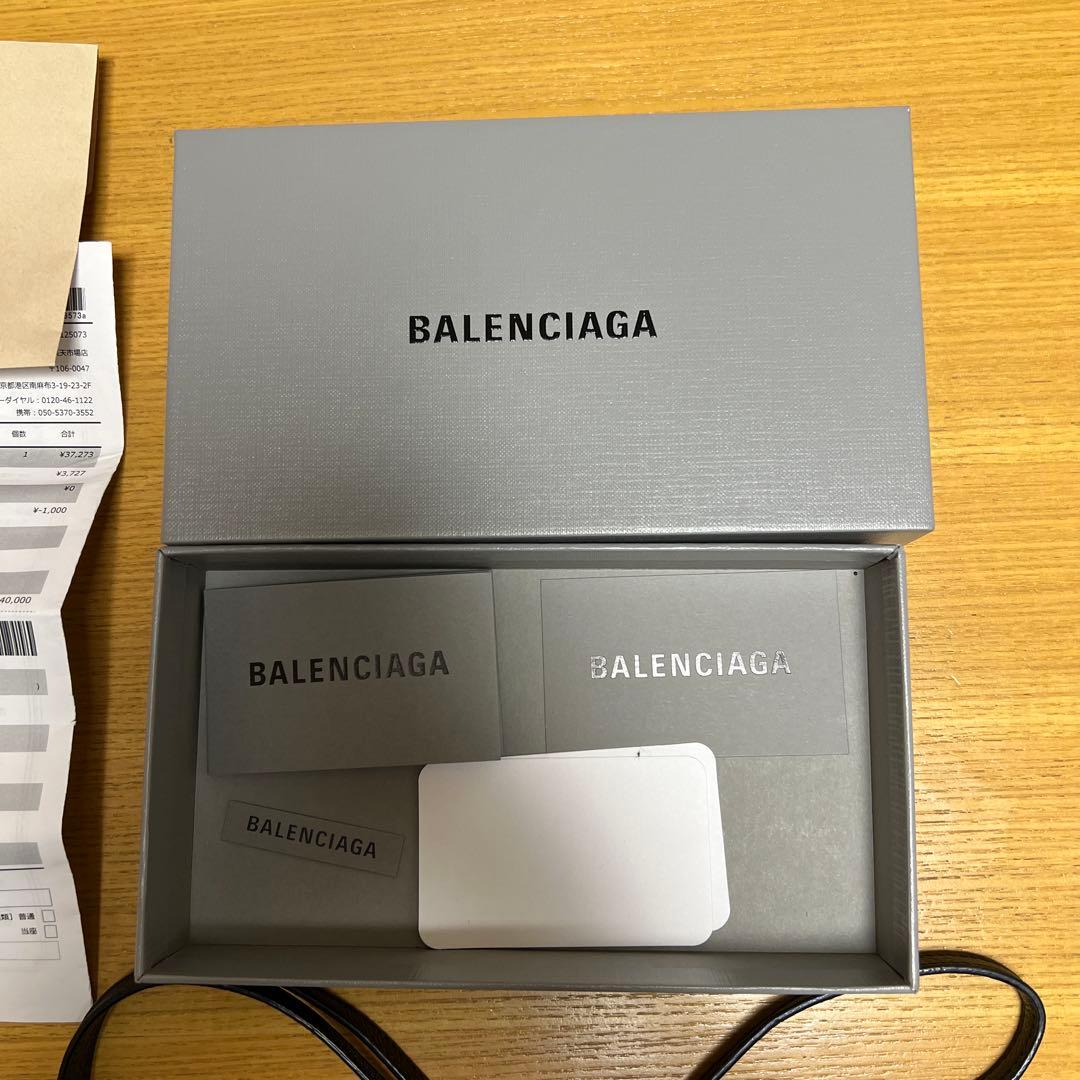 BALENCIAGA
3573a
125073
天市場店
〒106-0047
京都港区南麻布3-19-23-2F
ーダイヤル：0120-46-1122
携帯：050-5370-3552
個数 合計
1 ¥37,273
¥3,727
¥0
¥-1,000
40,000
)
類］ 普通
当座
BALENCIAGA
BALENCIAGA
BALENCIAGA